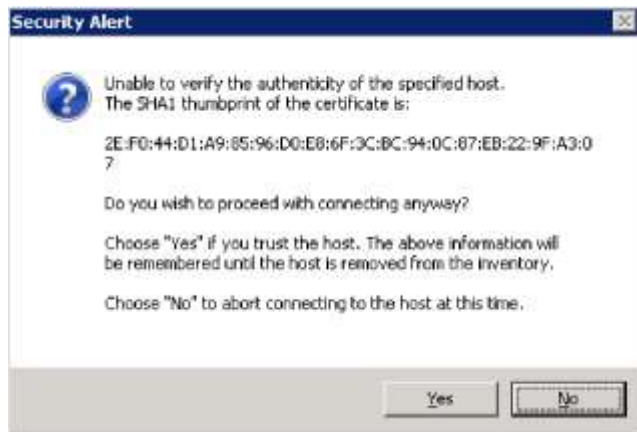 Security Alert
Unable to verify the authenticity of the specified host.
The SHA1 thumbprint of the certificate is:
2E:F0:44:D1:A9:85:96:D0:E8:6F:3C:BC:94:0C:87:EB:22:9F:A3:0
7
Do you wish to proceed with connecting anyway?
Choose "Yes" if you trust the host. The above information will
be remembered until the host is removed from the inventory.
Choose "No" to abort connecting to the host at this time.
Yes
No